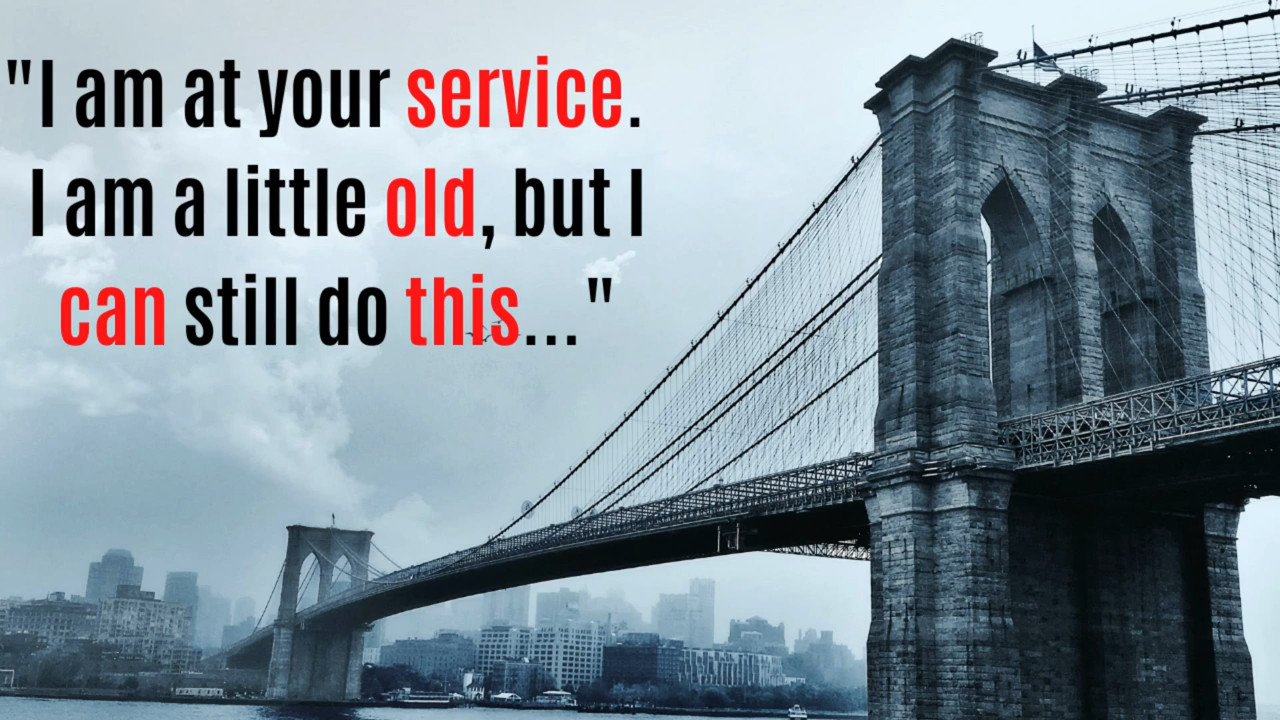 "I am at your service.
I am a little old, but I
can still do this..."